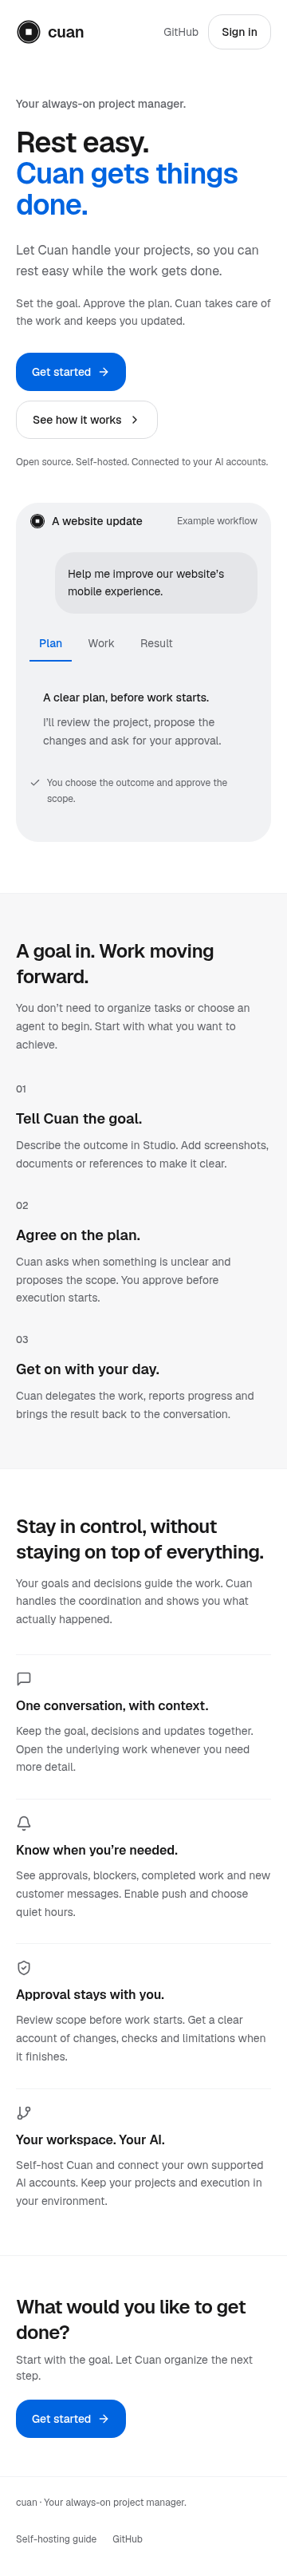 cuan
GitHub
Sign in
Your always-on project manager.
Rest easy.
Cuan gets things
done.
Let Cuan handle your projects, so you can
rest easy while the work gets done.
Set the goal. Approve the plan. Cuan takes care of
the work and keeps you updated.
Get started
See how it works
Open source. Self-hosted. Connected to your AI accounts.
A website update
Example workflow
Help me improve our website's
mobile experience.
Plan
Work
Result
A clear plan, before work starts.
I'll review the project, propose the
changes and ask for your approval.
You choose the outcome and approve the
scope.
A goal in. Work moving
forward.
You don't need to organize tasks or choose an
agent to begin. Start with what you want to
achieve.
01
Tell Cuan the goal.
Describe the outcome in Studio. Add screenshots,
documents or references to make it clear.
02
Agree on the plan.
Cuan asks when something is unclear and
proposes the scope. You approve before
execution starts.
03
Get on with your day.
Cuan delegates the work, reports progress and
brings the result back to the conversation.
Stay in control, without
staying on top of everything.
Your goals and decisions guide the work. Cuan
handles the coordination and shows you what
actually happened.
One conversation, with context.
Keep the goal, decisions and updates together.
Open the underlying work whenever you need
more detail.
Know when you're needed.
See approvals, blockers, completed work and new
customer messages. Enable push and choose
quiet hours.
Approval stays with you.
Review scope before work starts. Get a clear
account of changes, checks and limitations when
it finishes.
Your workspace. Your AI.
Self-host Cuan and connect your own supported
AI accounts. Keep your projects and execution in
your environment.
What would you like to get
done?
Start with the goal. Let Cuan organize the next
step.
Get started
cuan · Your always-on project manager.
Self-hosting guide
GitHub